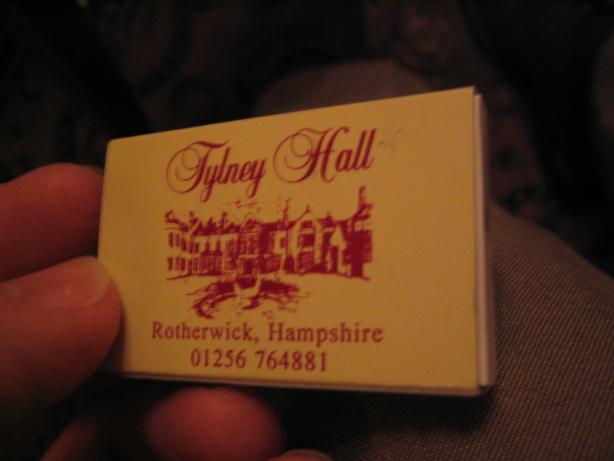 Tylney Hall
Rotherwick, Hampshire
01256 764881